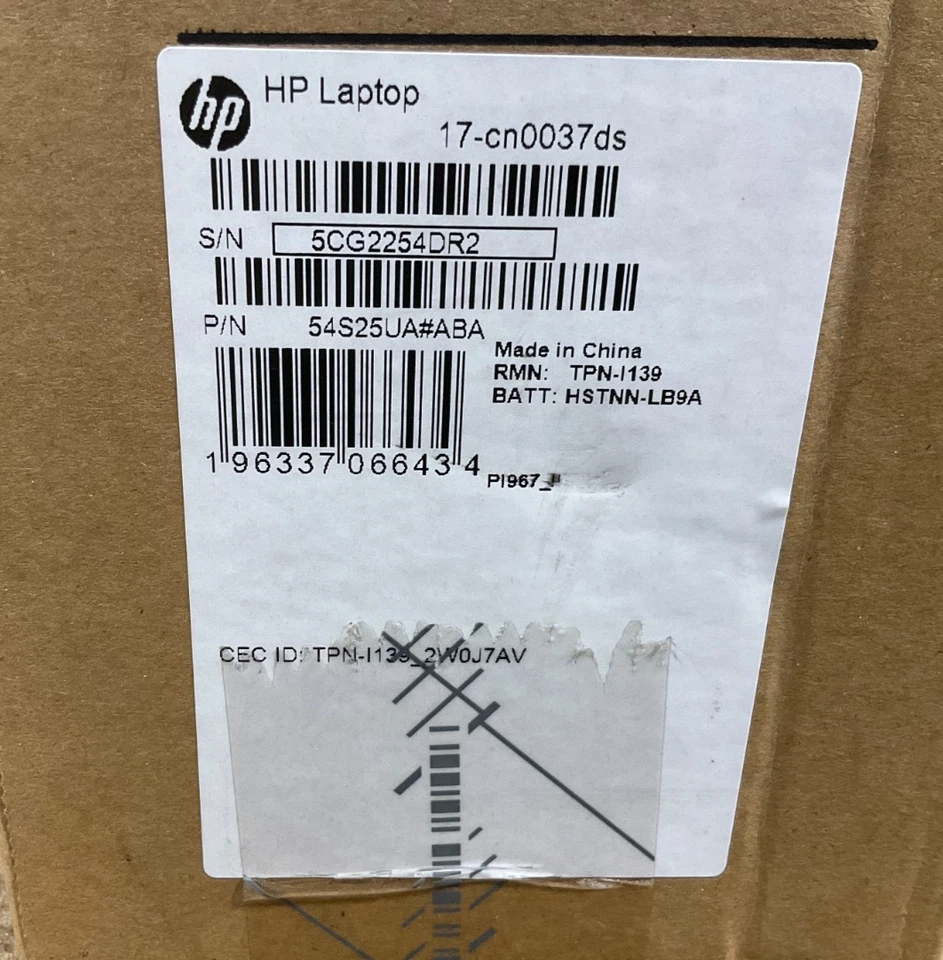 hp
HP Laptop
17-cn0037ds
S/N 5CG2254DR2
P/N 54S25UA#ABA
Made in China
RMN: TPN-I139
BATT: HSTNN-LB9A
1 96337 06643 4
CEC ID: TPN-I139_2W0J7AV